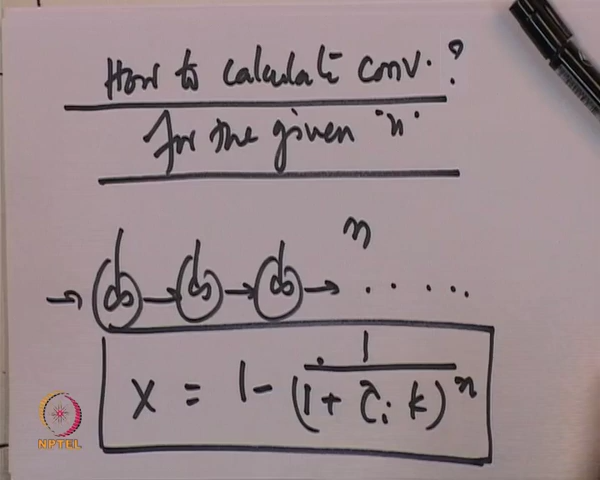 How to calculate conv. ?
for the given 'n'
n
X = 1 - 1 / (1 + τi k)^n
NPTEL